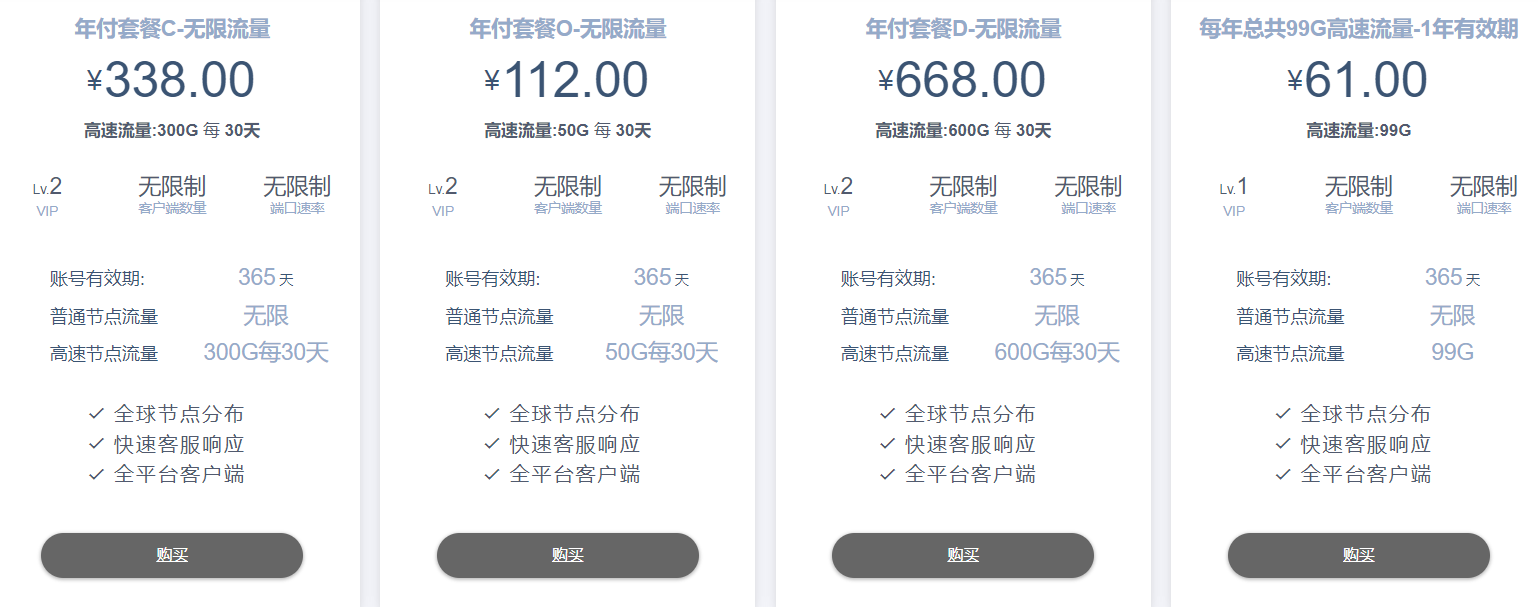 年付套餐C-无限流量
¥338.00
高速流量:300G 每 30天
Lv.2 无限制 无限制
VIP 客户端数量 端口速率
账号有效期: 365 天
普通节点流量 无限
高速节点流量 300G每30天
全球节点分布
快速客服响应
全平台客户端
购买
年付套餐O-无限流量
¥112.00
高速流量:50G 每 30天
Lv.2 无限制 无限制
VIP 客户端数量 端口速率
账号有效期: 365 天
普通节点流量 无限
高速节点流量 50G每30天
全球节点分布
快速客服响应
全平台客户端
购买
年付套餐D-无限流量
¥668.00
高速流量:600G 每 30天
Lv.2 无限制 无限制
VIP 客户端数量 端口速率
账号有效期: 365 天
普通节点流量 无限
高速节点流量 600G每30天
全球节点分布
快速客服响应
全平台客户端
购买
每年总共99G高速流量-1年有效期
¥61.00
高速流量:99G
Lv.1 无限制 无限制
VIP 客户端数量 端口速率
账号有效期: 365 天
普通节点流量 无限
高速节点流量 99G
全球节点分布
快速客服响应
全平台客户端
购买